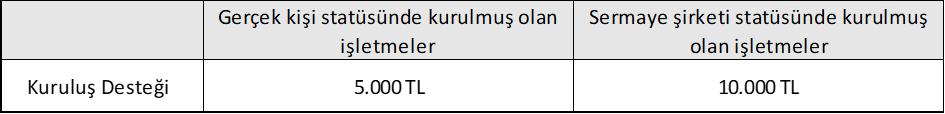 Gerçek kişi statüsünde kurulmuş olan
işletmeler
Sermaye şirketi statüsünde kurulmuş
olan işletmeler
Kuruluş Desteği
5.000 TL
10.000 TL